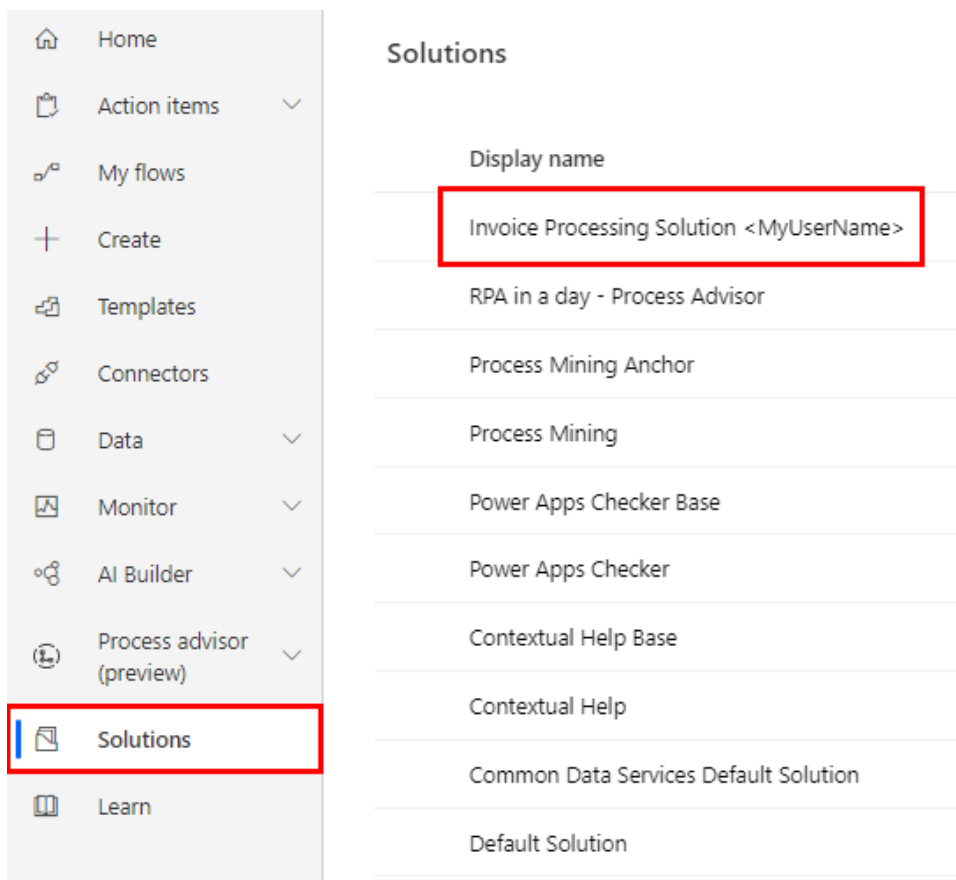 Home
Action items
My flows
Create
Templates
Connectors
Data
Monitor
AI Builder
Process advisor
(preview)
Solutions
Learn
Solutions
Display name
Invoice Processing Solution <MyUserName>
RPA in a day - Process Advisor
Process Mining Anchor
Process Mining
Power Apps Checker Base
Power Apps Checker
Contextual Help Base
Contextual Help
Common Data Services Default Solution
Default Solution